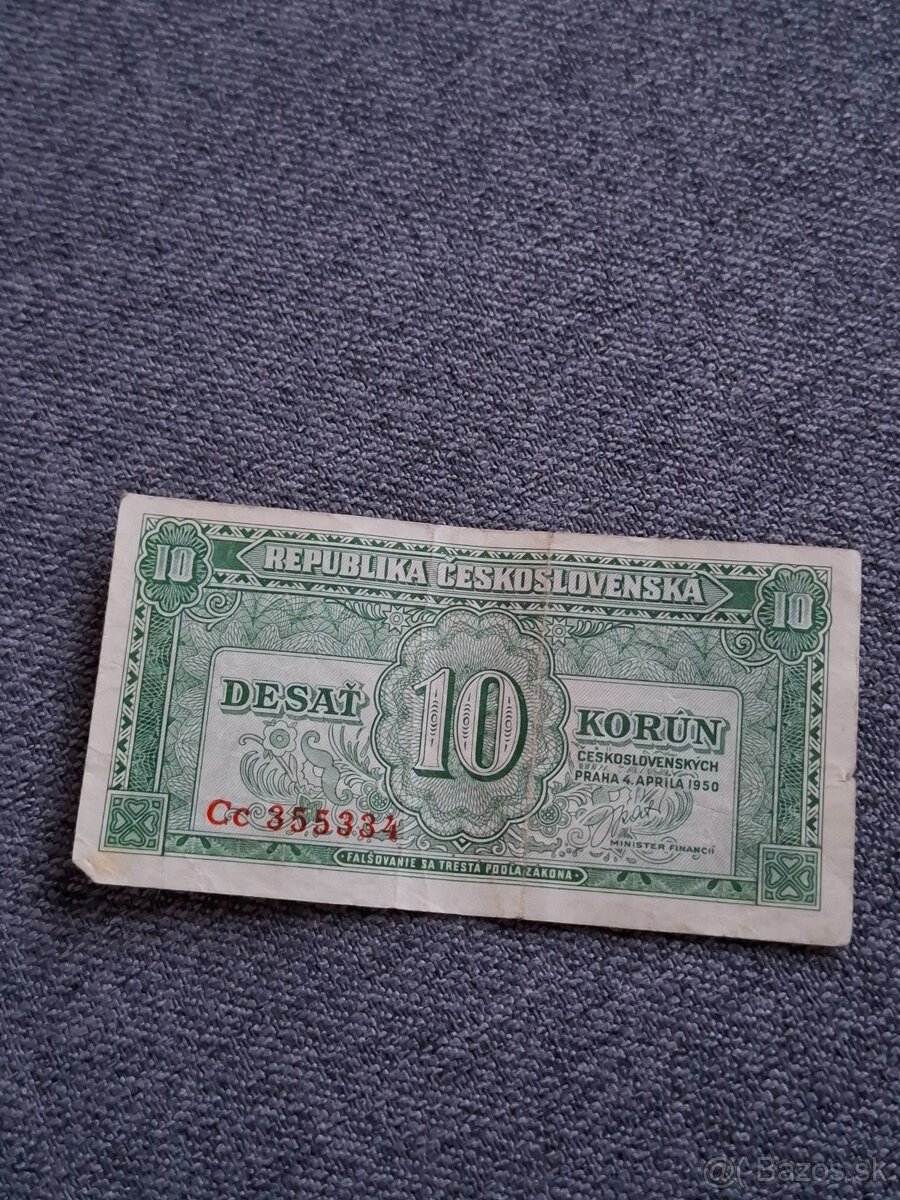 10
REPUBLIKA ČESKOSLOVENSKÁ
10
DESAŤ
10
KORÚN
ČESKOSLOVENSKÝCH
PRAHA 4. APRÍLA 1950
Cc 355334
MINISTER FINANCIÍ
FALŠOVANIE SA TRESTÁ PODĽA ZÁKONA
@( Bazos.sk